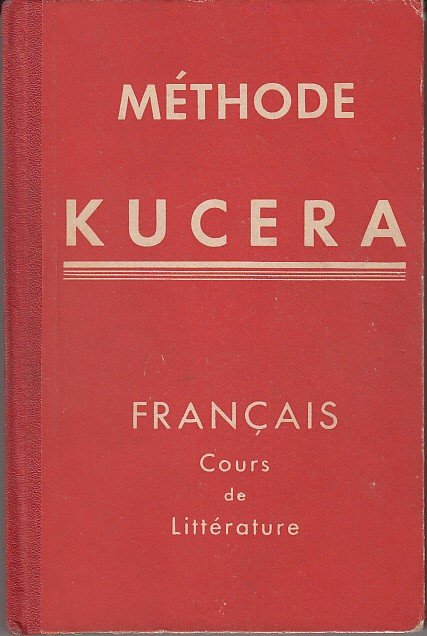 MÉTHODE
KUCERA
FRANÇAIS
Cours
de
Littérature